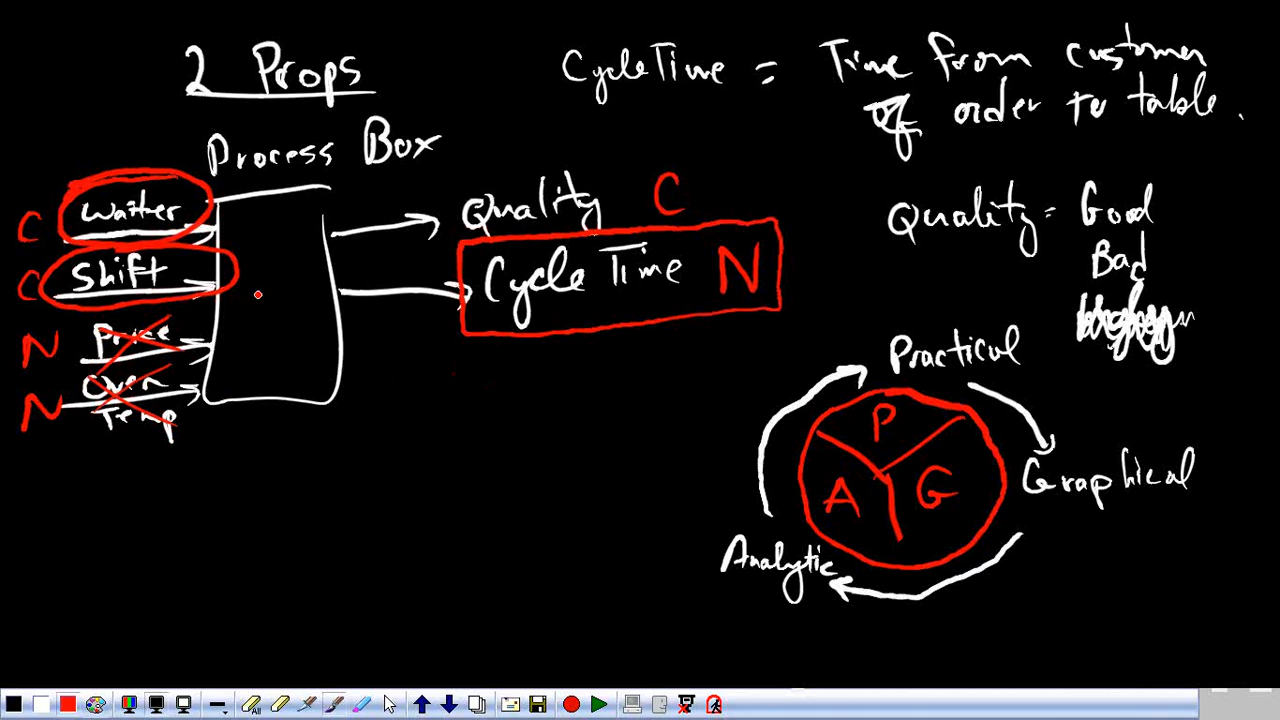 2 Props
Process Box
C Waiter
C Shift
N Price
N Oven
Temp
Quality C
Cycle Time N
Cycle Time = Time from customer
order to table.
Quality = Good
Bad
Practical
Graphical
Analytic
P
A G